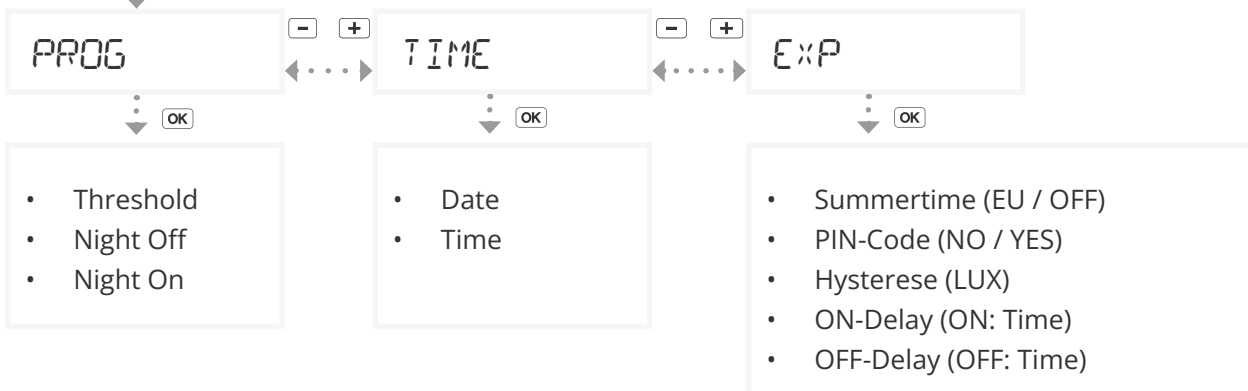 PROG
- +
TIME
- +
EXP
OK
OK
OK
• Threshold
• Night Off
• Night On
• Date
• Time
• Summertime (EU / OFF)
• PIN-Code (NO / YES)
• Hysterese (LUX)
• ON-Delay (ON: Time)
• OFF-Delay (OFF: Time)